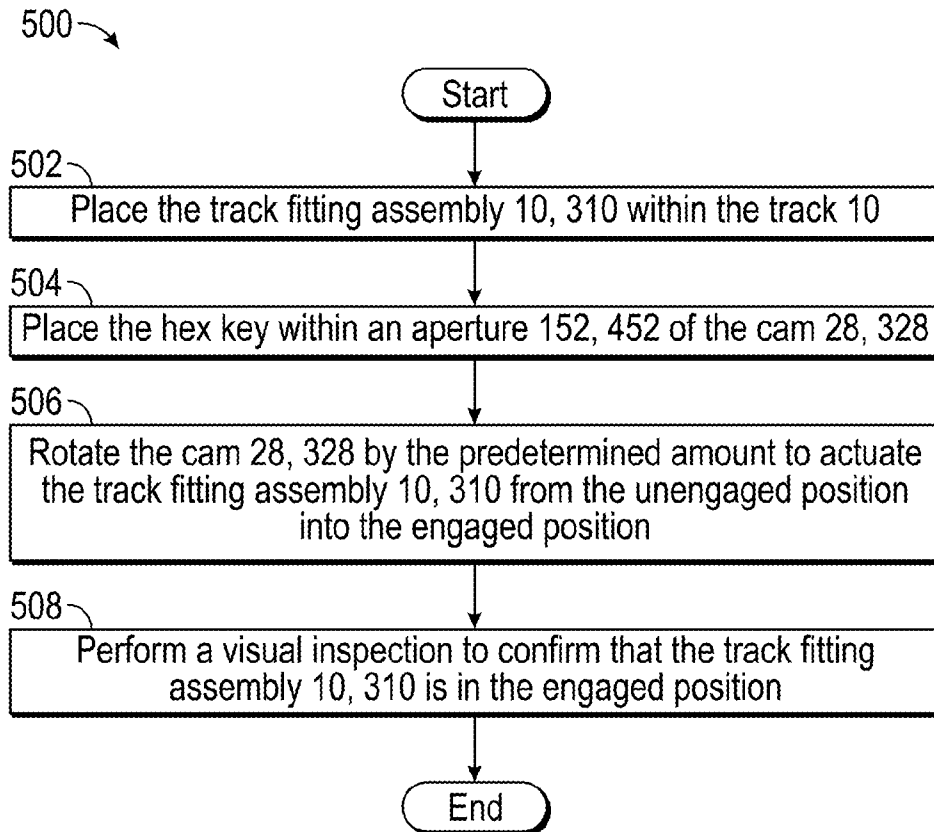 500
Start
502
Place the track fitting assembly 10, 310 within the track 10
504
Place the hex key within an aperture 152, 452 of the cam 28, 328
506
Rotate the cam 28, 328 by the predetermined amount to actuate
the track fitting assembly 10, 310 from the unengaged position
into the engaged position
508
Perform a visual inspection to confirm that the track fitting
assembly 10, 310 is in the engaged position
End